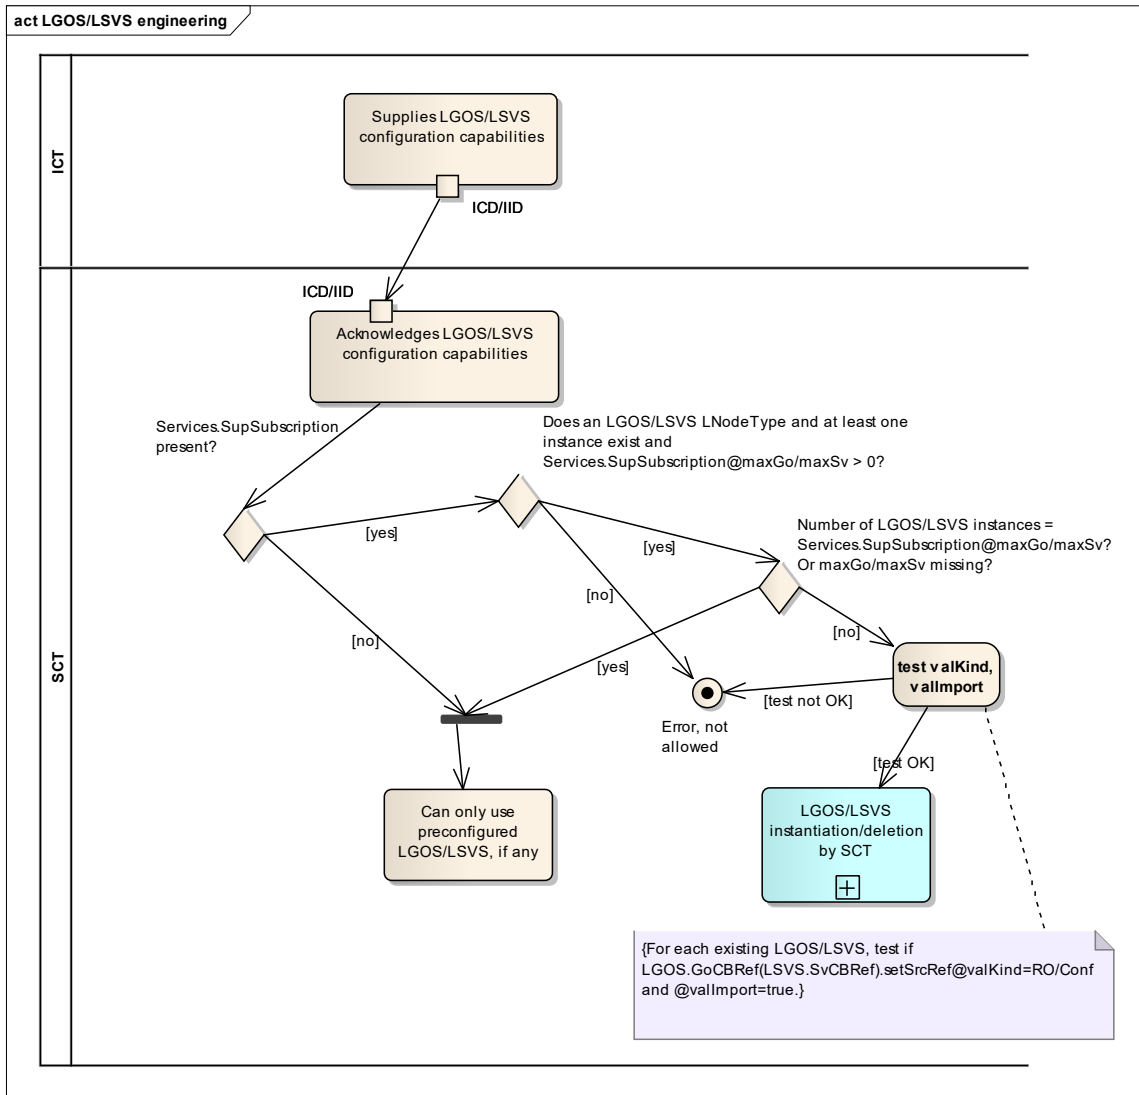 act LGOS/LSVS engineering
ICT
Supplies LGOS/LSVS
configuration capabilities
ICD/IID
SCT
ICD/IID
Acknowledges LGOS/LSVS
configuration capabilities
Services.SupSubscription
present?
Does an LGOS/LSVS LNodeType and at least one
instance exist and
Services.SupSubscription@maxGo/maxSv > 0?
[yes]
Number of LGOS/LSVS instances =
Services.SupSubscription@maxGo/maxSv?
Or maxGo/maxSv missing?
[yes]
[no]
[no]
[no]
[yes]
test valKind,
valImport
[test not OK]
Error, not
allowed
[test OK]
Can only use
preconfigured
LGOS/LSVS, if any
LGOS/LSVS
instantiation/deletion
by SCT
{For each existing LGOS/LSVS, test if
LGOS.GoCBRef(LSVS.SvCBRef).setSrcRef@valKind=RO/Conf
and @valImport=true.}